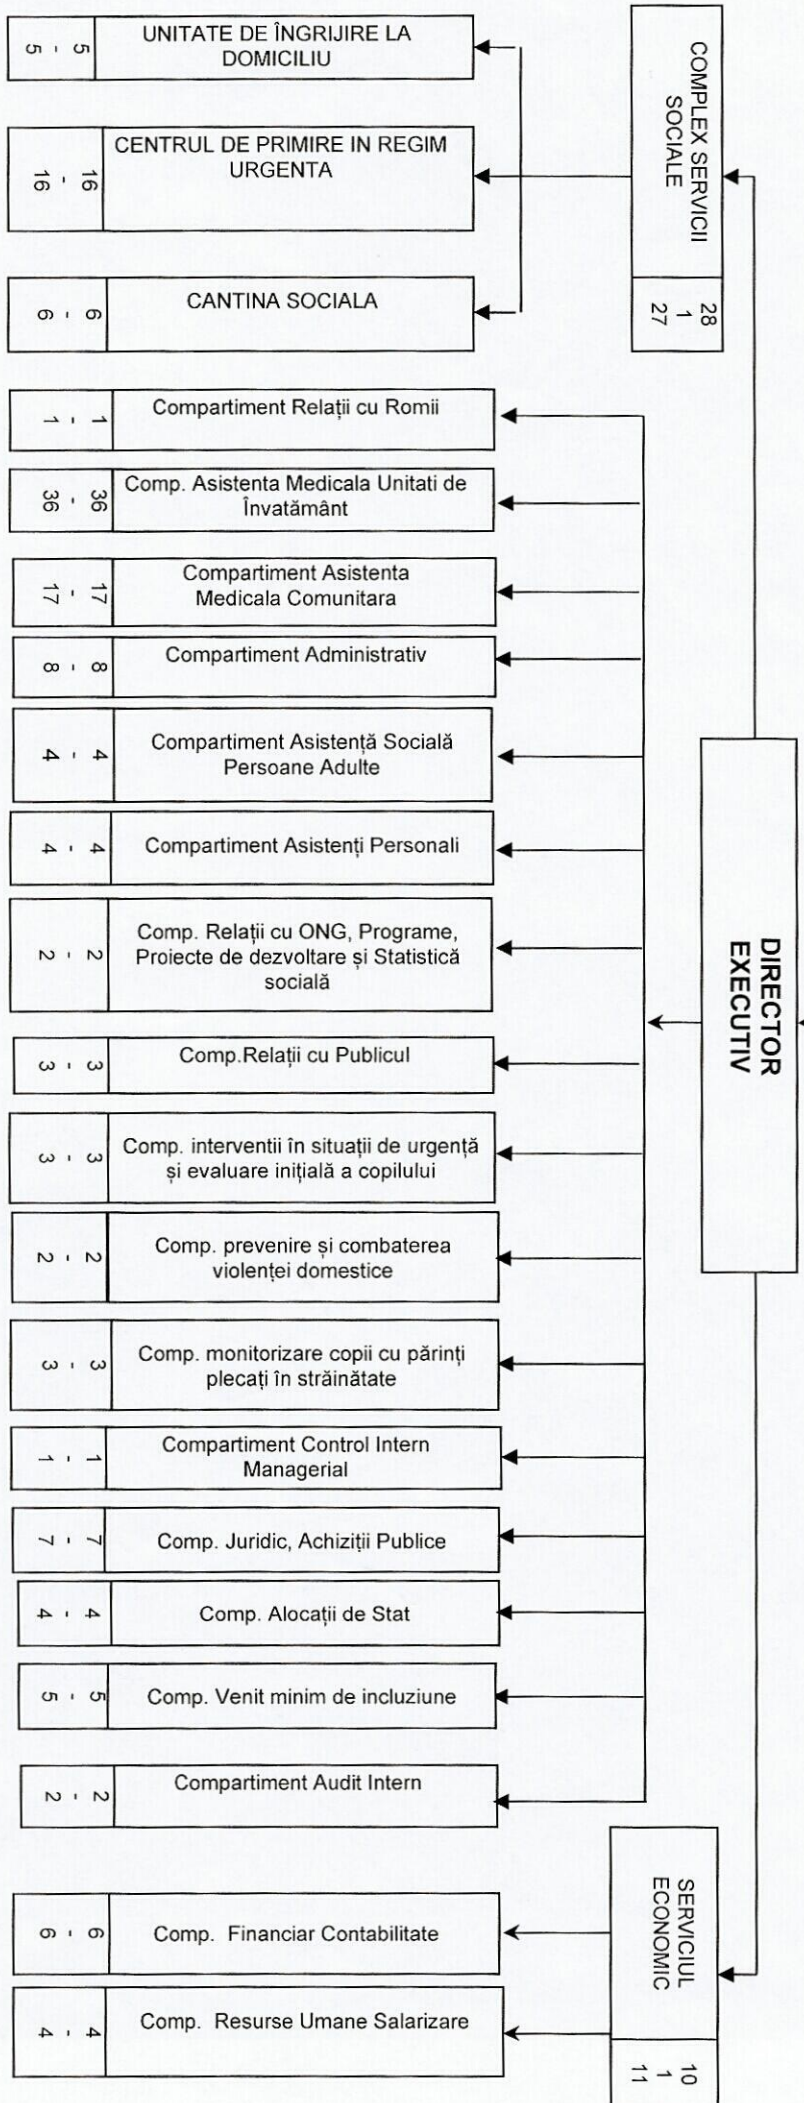 DIRECTOR
EXECUTIV
COMPLEX SERVICII
SOCIALE
28
1
27
UNITATE DE ÎNGRIJIRE LA
DOMICILIU
5
-
5
CENTRUL DE PRIMIRE IN REGIM
URGENTA
16
-
16
CANTINA SOCIALA
6
-
6
Compartiment Relații cu Romii
1
-
1
Comp. Asistenta Medicala Unitati de
Învatământ
36
-
36
Compartiment Asistenta
Medicala Comunitara
17
-
17
Compartiment Administrativ
8
-
8
Compartiment Asistență Socială
Persoane Adulte
4
-
4
Compartiment Asistenți Personali
4
-
4
Comp. Relații cu ONG, Programe,
Proiecte de dezvoltare și Statistică
socială
2
-
2
Comp.Relații cu Publicul
3
-
3
Comp. interventii în situații de urgență
și evaluare inițială a copilului
3
-
3
Comp. prevenire și combaterea
violenței domestice
2
-
2
Comp. monitorizare copii cu părinți
plecați în străinătate
3
-
3
Compartiment Control Intern
Managerial
1
-
1
Comp. Juridic, Achiziții Publice
7
-
7
Comp. Alocații de Stat
4
-
4
Comp. Venit minim de incluziune
5
-
5
Compartiment Audit Intern
2
-
2
SERVICIUL
ECONOMIC
10
1
11
Comp. Financiar Contabilitate
6
-
6
Comp. Resurse Umane Salarizare
4
-
4